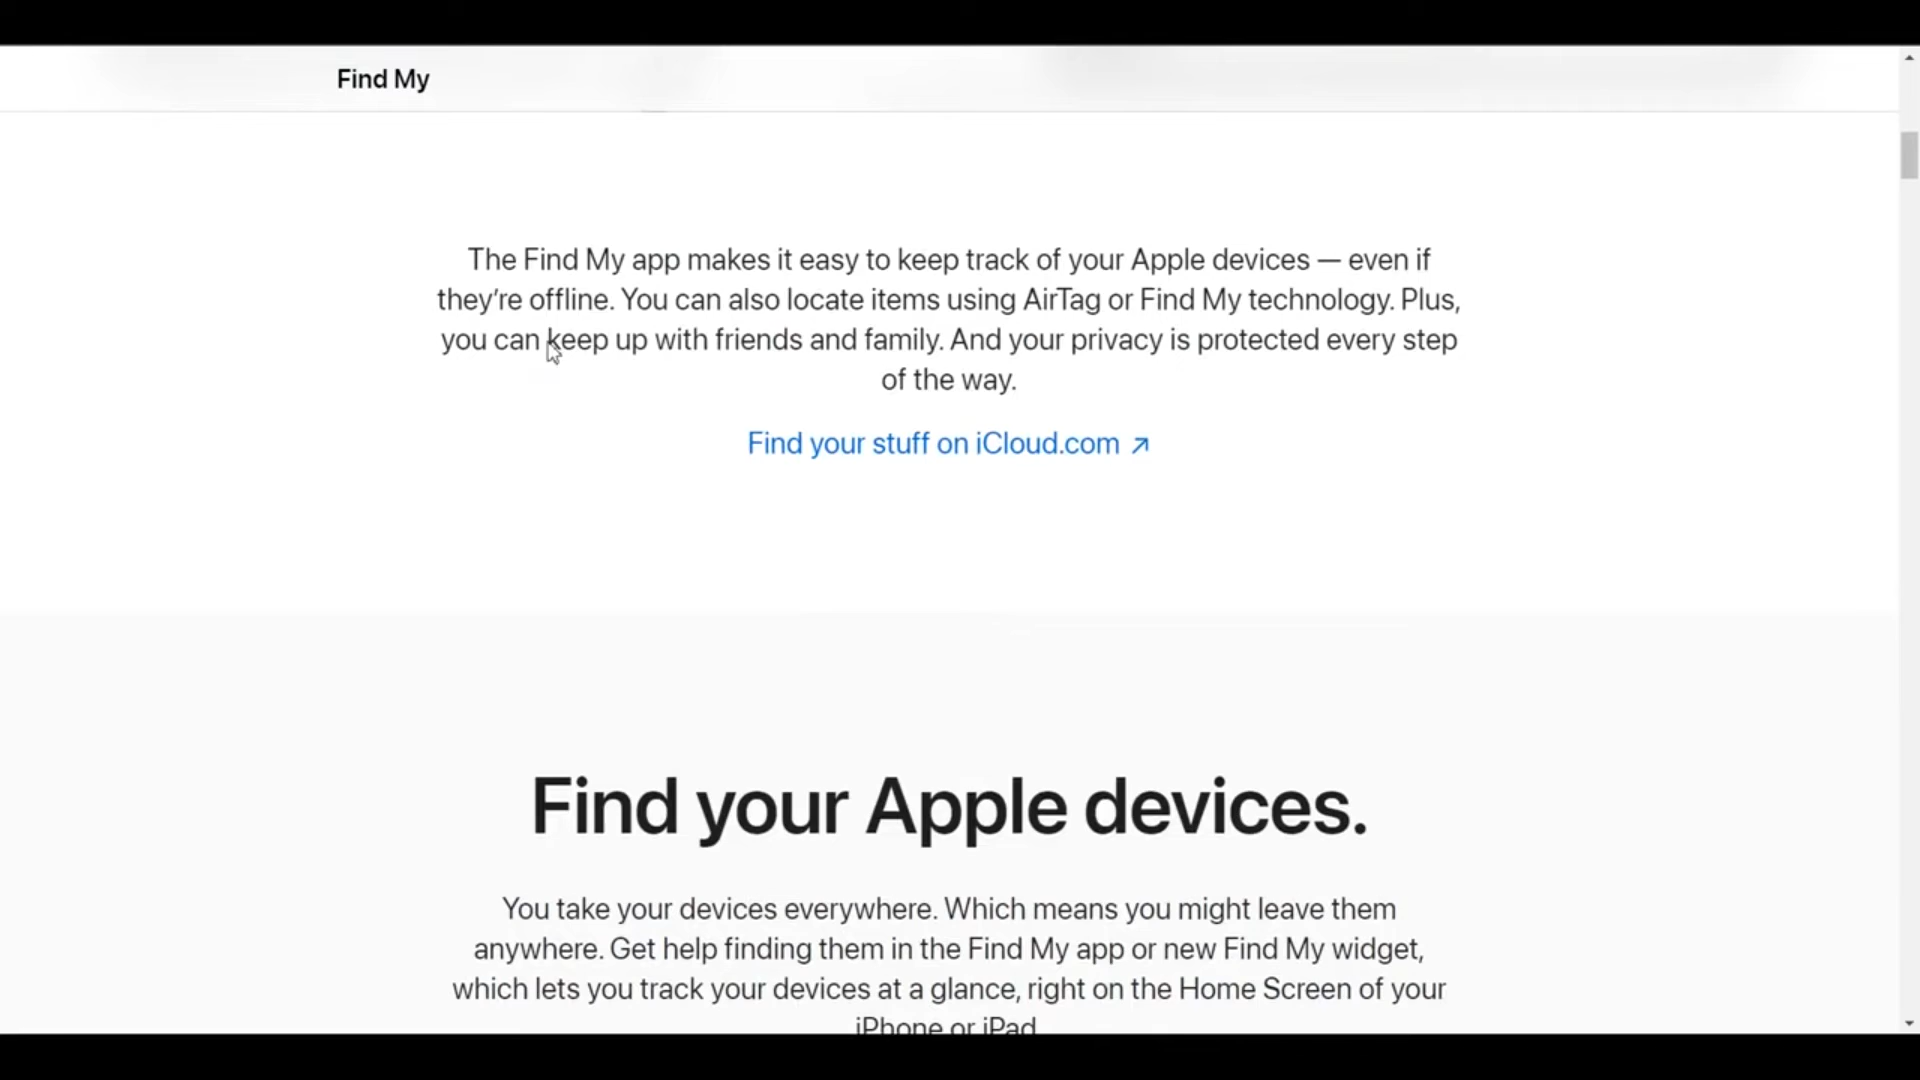 Find My
The Find My app makes it easy to keep track of your Apple devices — even if
they’re offline. You can also locate items using AirTag or Find My technology. Plus,
you can keep up with friends and family. And your privacy is protected every step
of the way.
Find your stuff on iCloud.com ↗
Find your Apple devices.
You take your devices everywhere. Which means you might leave them
anywhere. Get help finding them in the Find My app or new Find My widget,
which lets you track your devices at a glance, right on the Home Screen of your
iPhone or iPad